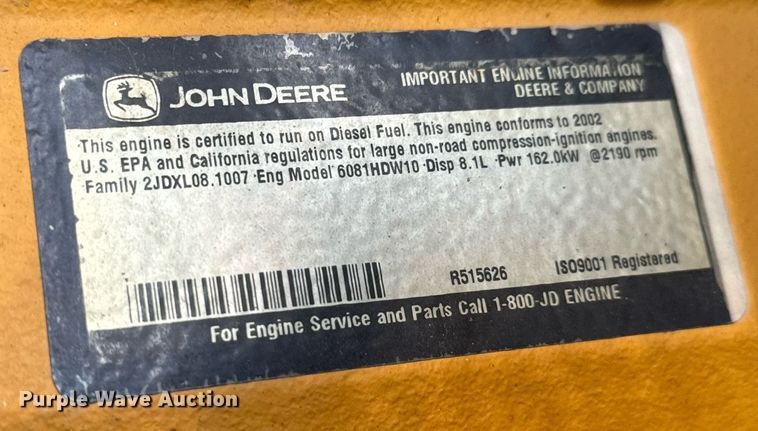 JOHN DEERE
IMPORTANT ENGINE INFORMATION
DEERE & COMPANY
This engine is certified to run on Diesel Fuel. This engine conforms to 2002
U.S. EPA and California regulations for large non-road compression-ignition engines.
Family 2JDXL08.1007 Eng Model 6081HDW10 Disp 8.1L Pwr 162.0kW @2190 rpm
R515626 ISO9001 Registered
For Engine Service and Parts Call 1-800-JD ENGINE
Purple Wave Auction